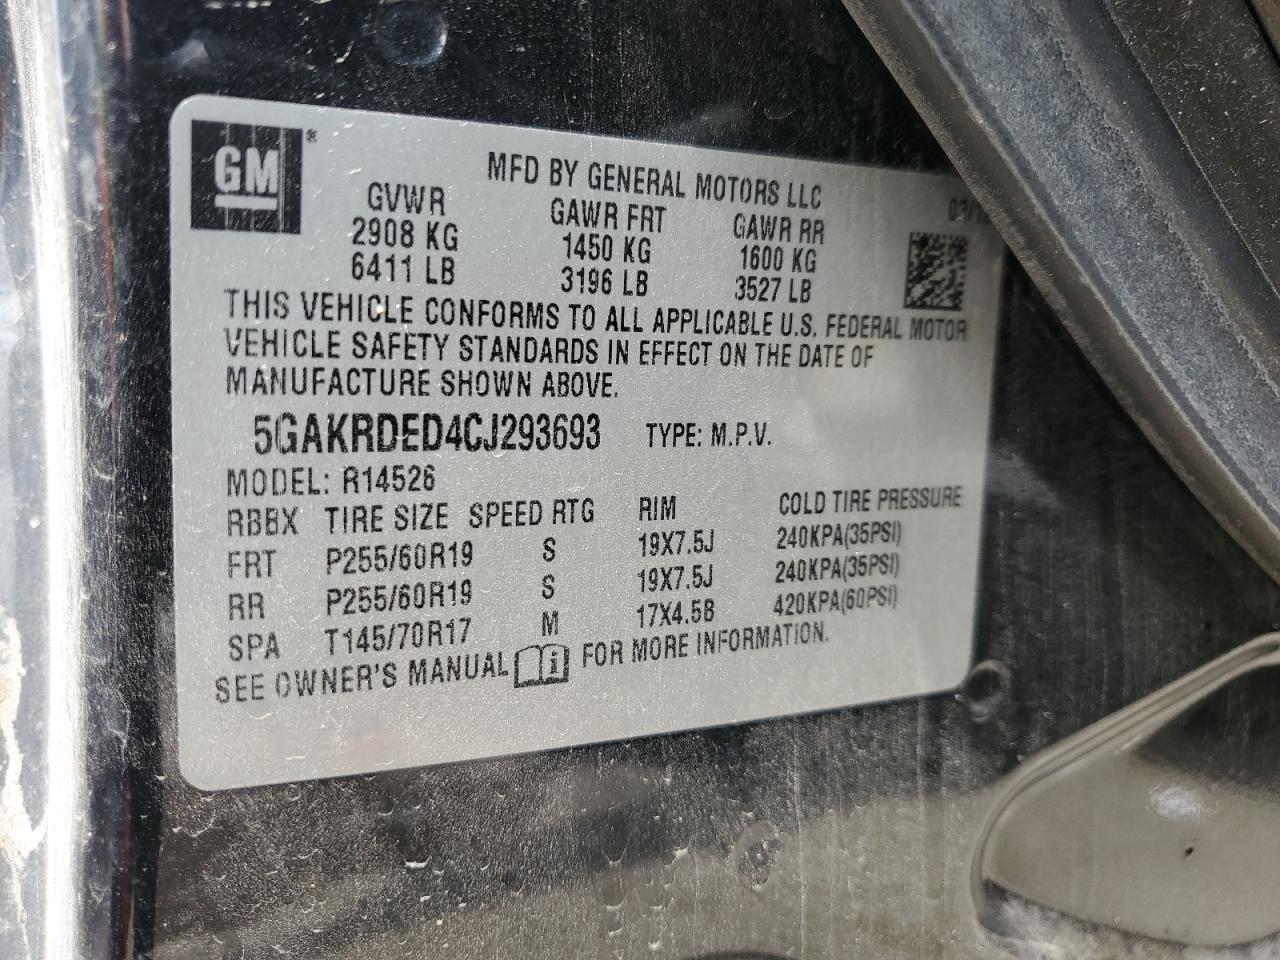 GM ®
MFD BY GENERAL MOTORS LLC
GVWR GAWR FRT GAWR RR
2908 KG 1450 KG 1600 KG
6411 LB 3196 LB 3527 LB
THIS VEHICLE CONFORMS TO ALL APPLICABLE U.S. FEDERAL MOTOR
VEHICLE SAFETY STANDARDS IN EFFECT ON THE DATE OF
MANUFACTURE SHOWN ABOVE.
5GAKRDED4CJ293693 TYPE: M.P.V.
MODEL: R14526
RBBX TIRE SIZE SPEED RTG RIM COLD TIRE PRESSURE
FRT P255/60R19 S 19X7.5J 240KPA(35PSI)
RR P255/60R19 S 19X7.5J 240KPA(35PSI)
SPA T145/70R17 M 17X4.5B 420KPA(60PSI)
SEE OWNER'S MANUAL FOR MORE INFORMATION.